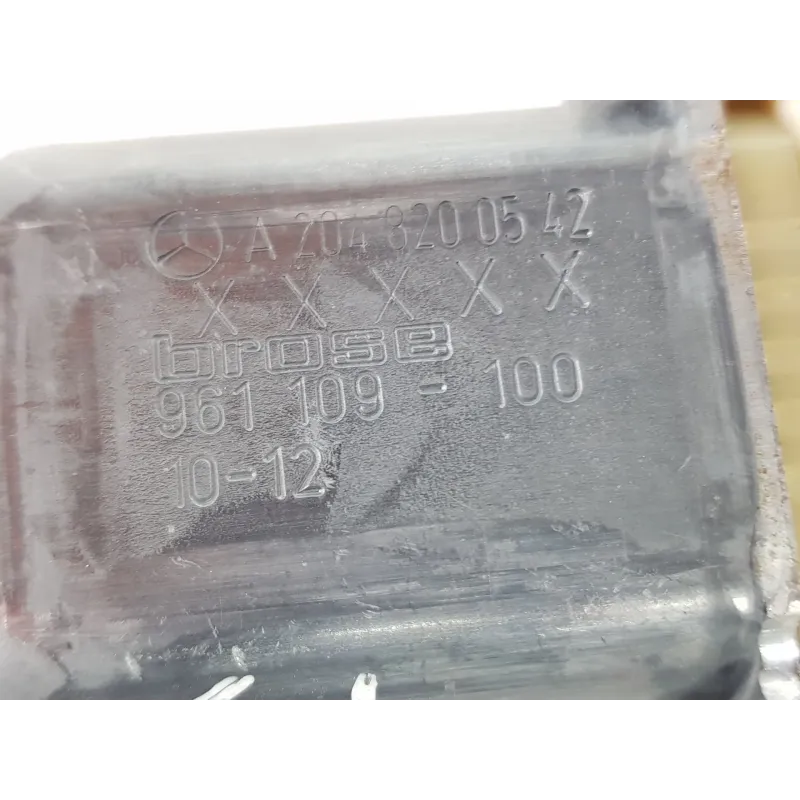 A 204 820 05 42
X X X X X
brose
961 109 - 100
10-12